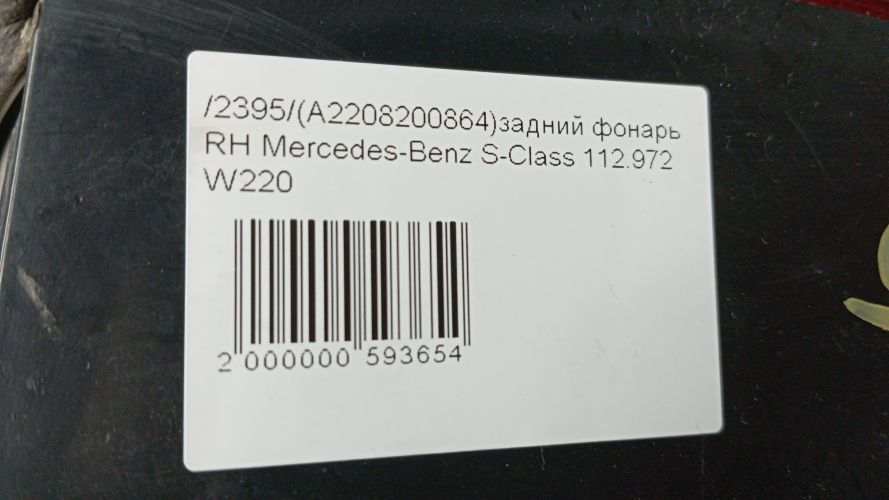 /2395/(A2208200864)задний фонарь
RH Mercedes-Benz S-Class 112.972
W220
2 000000 593654